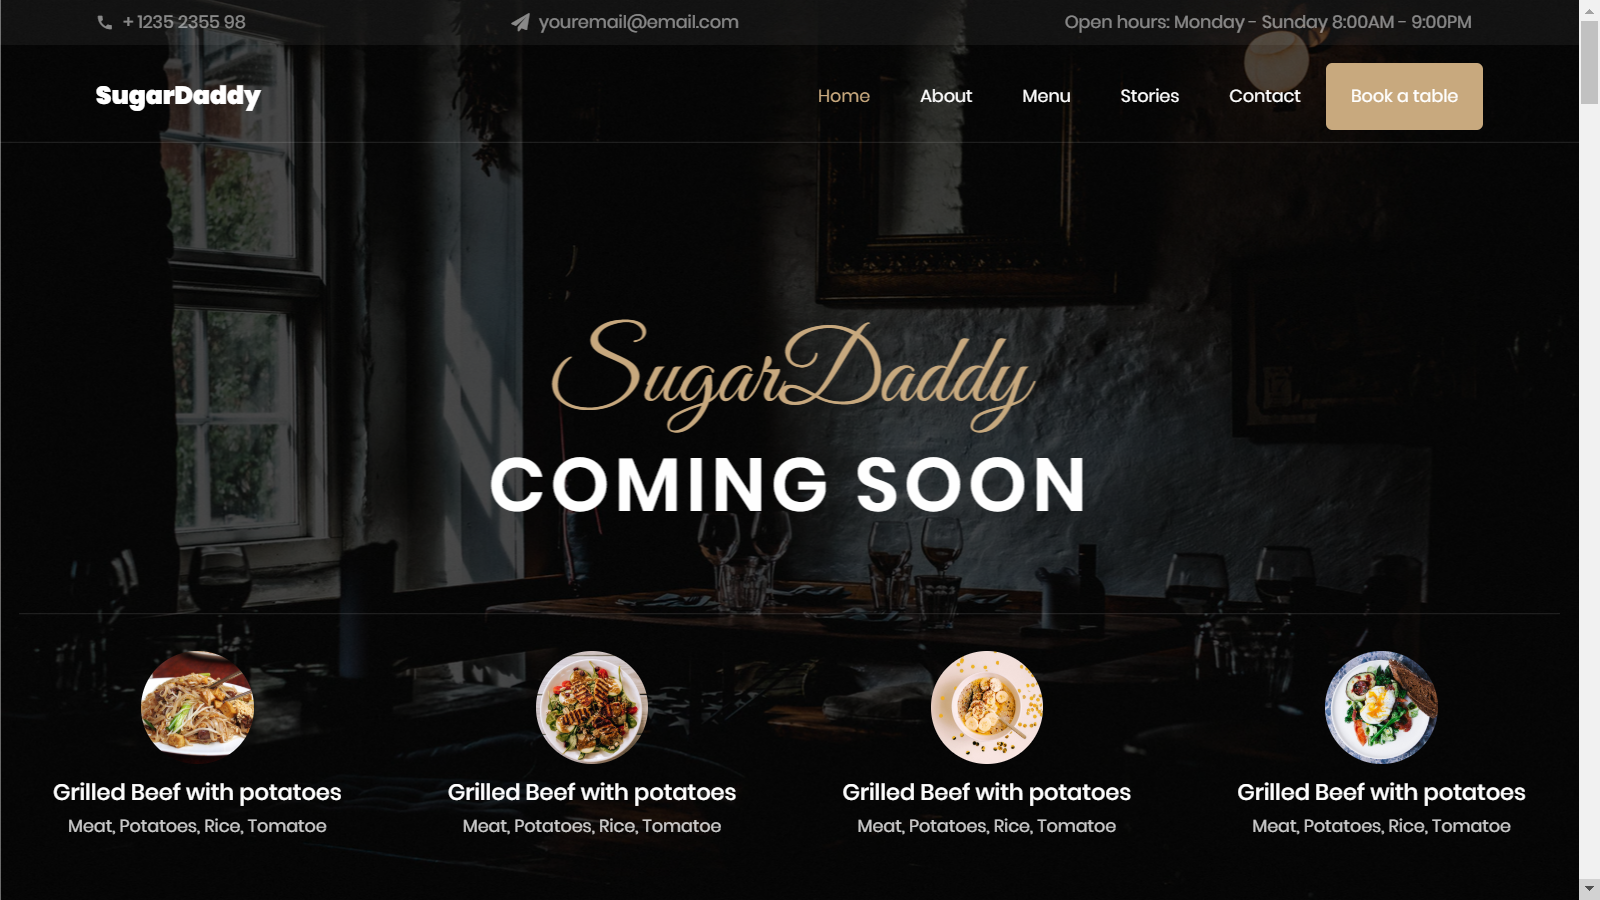 + 1235 2355 98
youremail@email.com
Open hours: Monday - Sunday 8:00AM - 9:00PM
SugarDaddy
Home
About
Menu
Stories
Contact
Book a table
SugarDaddy
COMING SOON
Grilled Beef with potatoes
Meat, Potatoes, Rice, Tomatoe
Grilled Beef with potatoes
Meat, Potatoes, Rice, Tomatoe
Grilled Beef with potatoes
Meat, Potatoes, Rice, Tomatoe
Grilled Beef with potatoes
Meat, Potatoes, Rice, Tomatoe